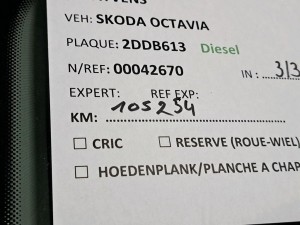 VEH: SKODA OCTAVIA
PLAQUE: 2DDB613 Diesel
N/REF: 00042670 IN : 3/3
EXPERT: REF EXP:
KM: 105254
CRIC RESERVE (ROUE-WIEL)
HOEDENPLANK/PLANCHE A CHAP